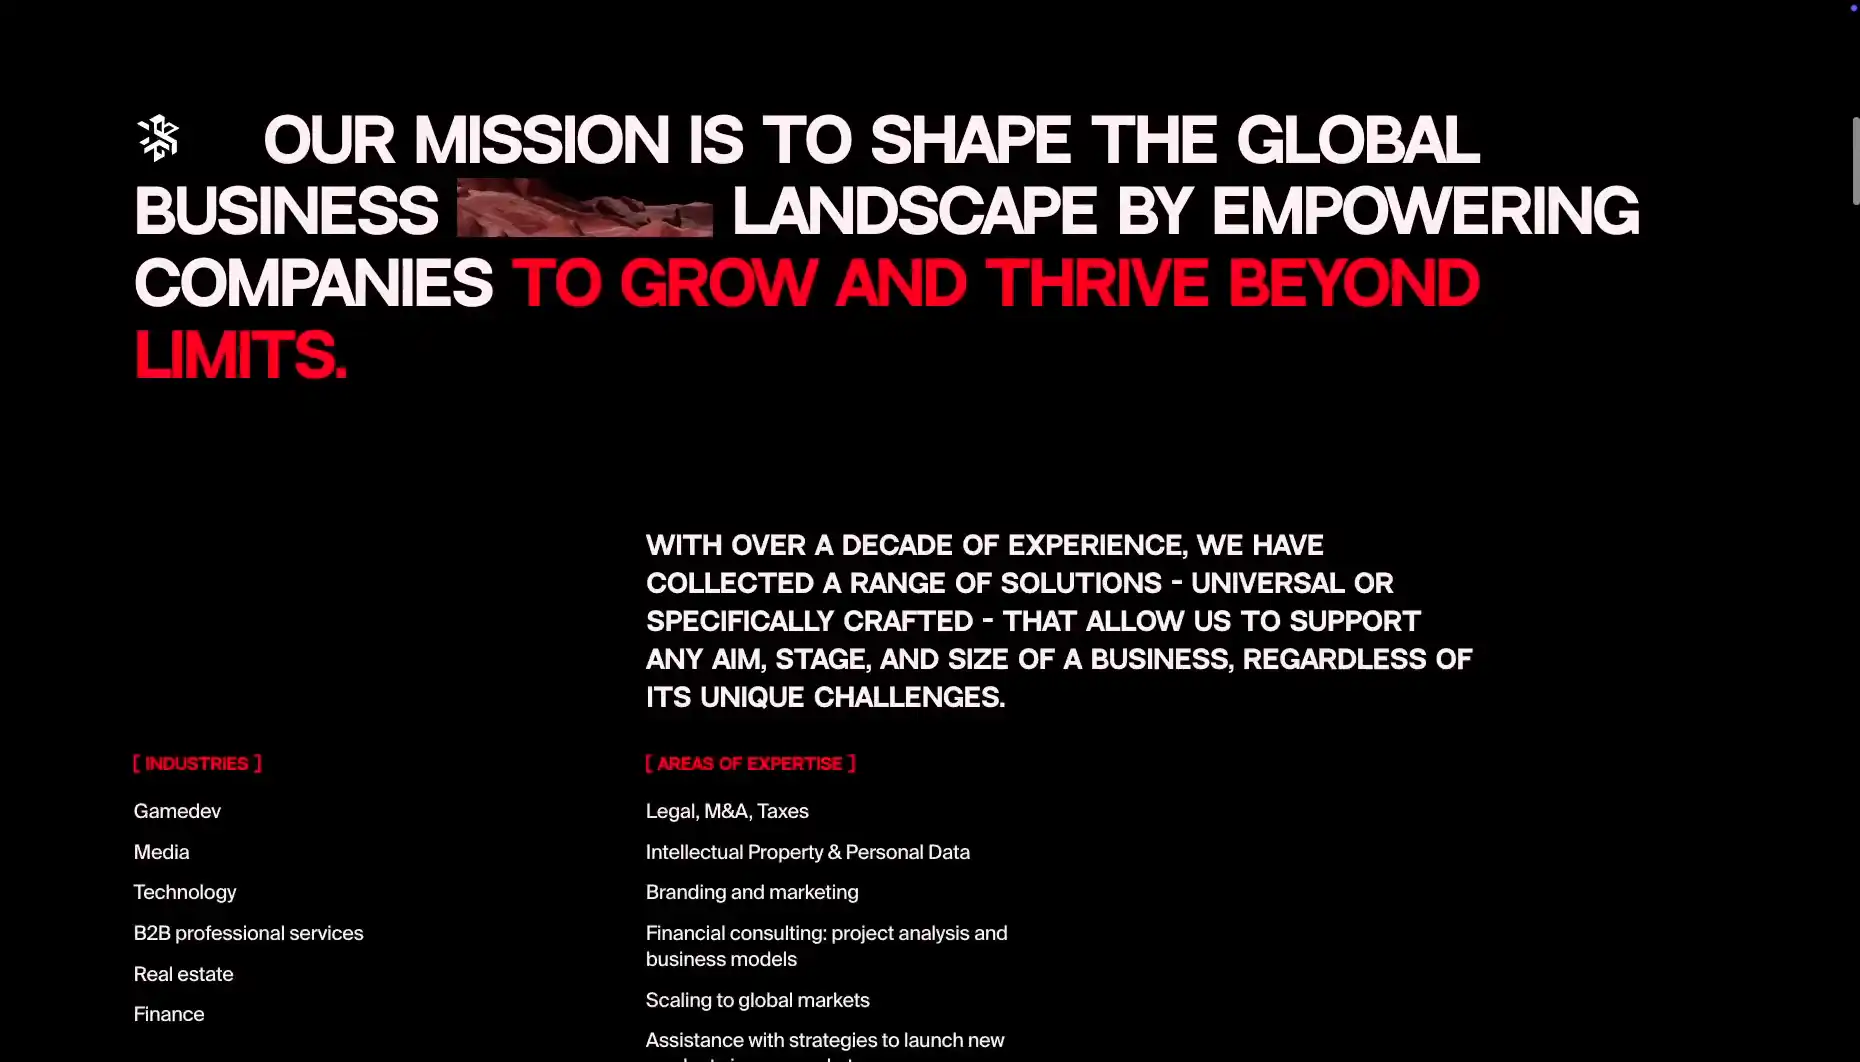 OUR MISSION IS TO SHAPE THE GLOBAL
BUSINESS LANDSCAPE BY EMPOWERING
COMPANIES TO GROW AND THRIVE BEYOND
LIMITS.
WITH OVER A DECADE OF EXPERIENCE, WE HAVE
COLLECTED A RANGE OF SOLUTIONS - UNIVERSAL OR
SPECIFICALLY CRAFTED - THAT ALLOW US TO SUPPORT
ANY AIM, STAGE, AND SIZE OF A BUSINESS, REGARDLESS OF
ITS UNIQUE CHALLENGES.
[ INDUSTRIES ]
Gamedev
Media
Technology
B2B professional services
Real estate
Finance
[ AREAS OF EXPERTISE ]
Legal, M&A, Taxes
Intellectual Property & Personal Data
Branding and marketing
Financial consulting: project analysis and
business models
Scaling to global markets
Assistance with strategies to launch new